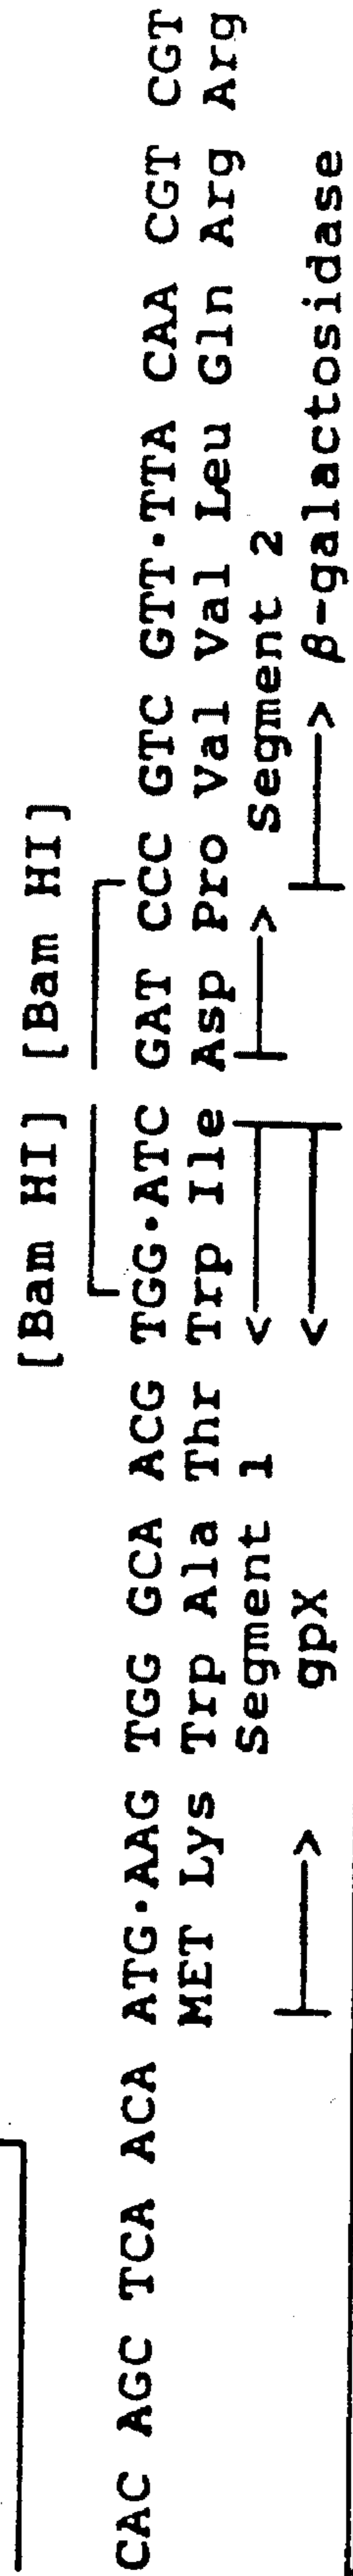 [Bam HI] [Bam HI]
CAC AGC TCA ACA ATG·AAG TGG GCA ACG TGG·ATC GAT CCC GTC GTT·TTA CAA CGT CGT
MET Lys Trp Ala Thr Trp Ile Asp Pro Val Val Leu Gln Arg Arg
Segment 1 Segment 2
gpX β-galactosidase